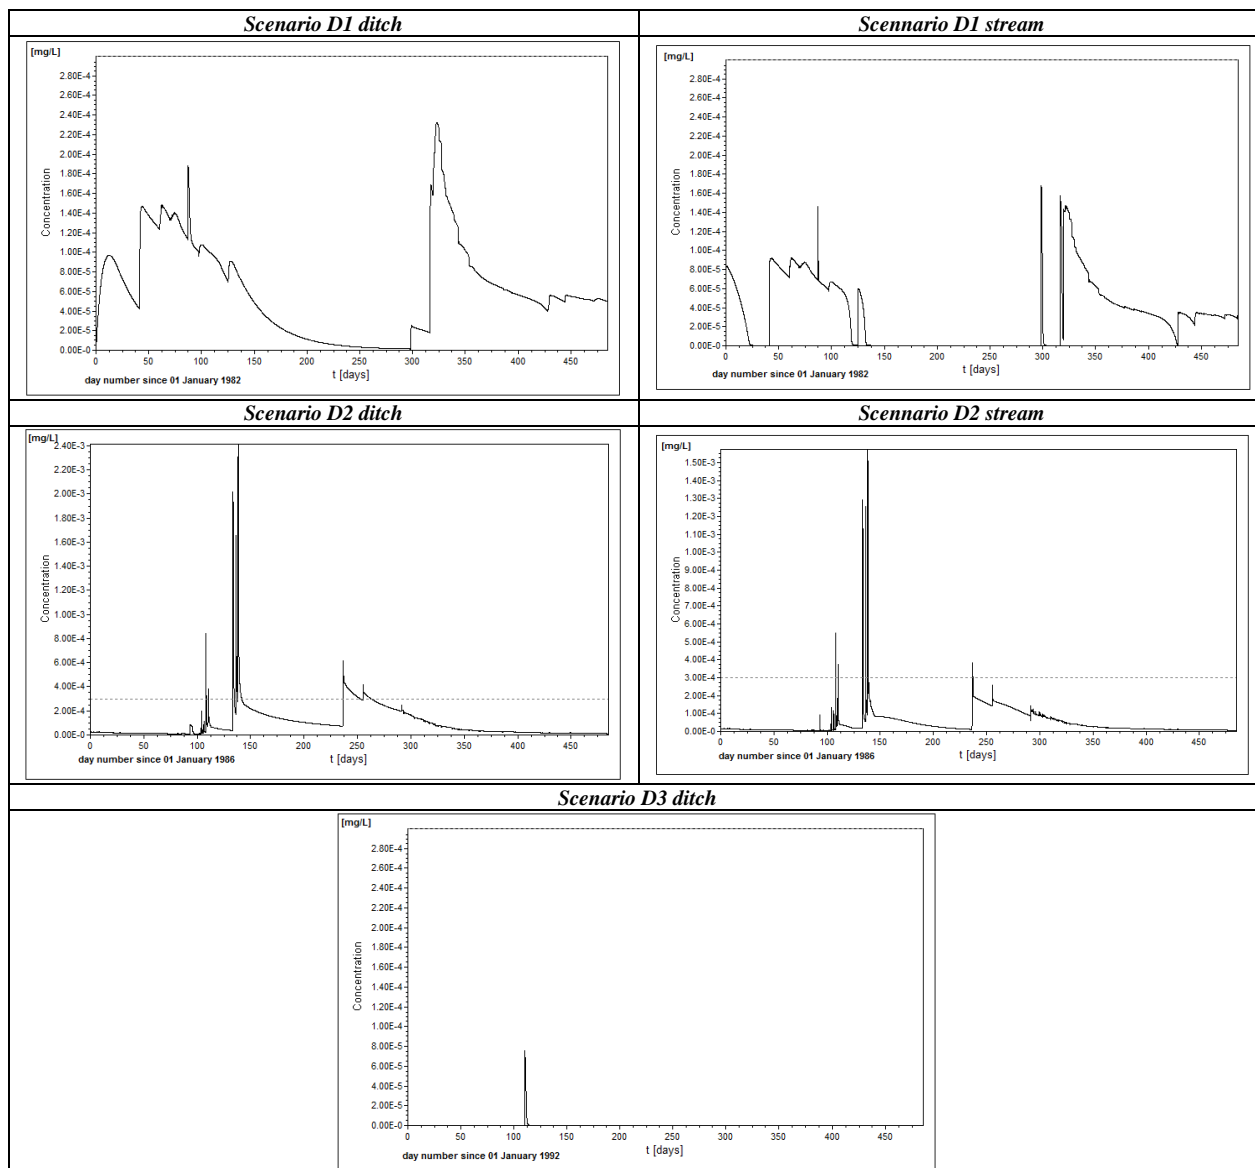 Scenario D1 ditch
Scennario D1 stream
[mg/L]
2.80E-4
2.60E-4
2.40E-4
2.20E-4
2.00E-4
1.80E-4
1.60E-4
1.40E-4
1.20E-4
1.00E-4
8.00E-5
6.00E-5
4.00E-5
2.00E-5
0.00E-0
Concentration
0 50 100 150 200 250 300 350 400 450
t [days]
day number since 01 January 1982
[mg/L]
2.80E-4
2.60E-4
2.40E-4
2.20E-4
2.00E-4
1.80E-4
1.60E-4
1.40E-4
1.20E-4
1.00E-4
8.00E-5
6.00E-5
4.00E-5
2.00E-5
0.00E-0
Concentration
0 50 100 150 200 250 300 350 400 450
t [days]
day number since 01 January 1982
Scenario D2 ditch
Scennario D2 stream
[mg/L]
2.40E-3
2.20E-3
2.00E-3
1.80E-3
1.60E-3
1.40E-3
1.20E-3
1.00E-3
8.00E-4
6.00E-4
4.00E-4
2.00E-4
0.00E-0
Concentration
0 50 100 150 200 250 300 350 400 450
t [days]
day number since 01 January 1986
[mg/L]
1.50E-3
1.40E-3
1.30E-3
1.20E-3
1.10E-3
1.00E-3
9.00E-4
8.00E-4
7.00E-4
6.00E-4
5.00E-4
4.00E-4
3.00E-4
2.00E-4
1.00E-4
0.00E-0
Concentration
0 50 100 150 200 250 300 350 400 450
t [days]
day number since 01 January 1986
Scenario D3 ditch
[mg/L]
2.80E-4
2.60E-4
2.40E-4
2.20E-4
2.00E-4
1.80E-4
1.60E-4
1.40E-4
1.20E-4
1.00E-4
8.00E-5
6.00E-5
4.00E-5
2.00E-5
0.00E-0
Concentration
0 50 100 150 200 250 300 350 400 450
t [days]
day number since 01 January 1992